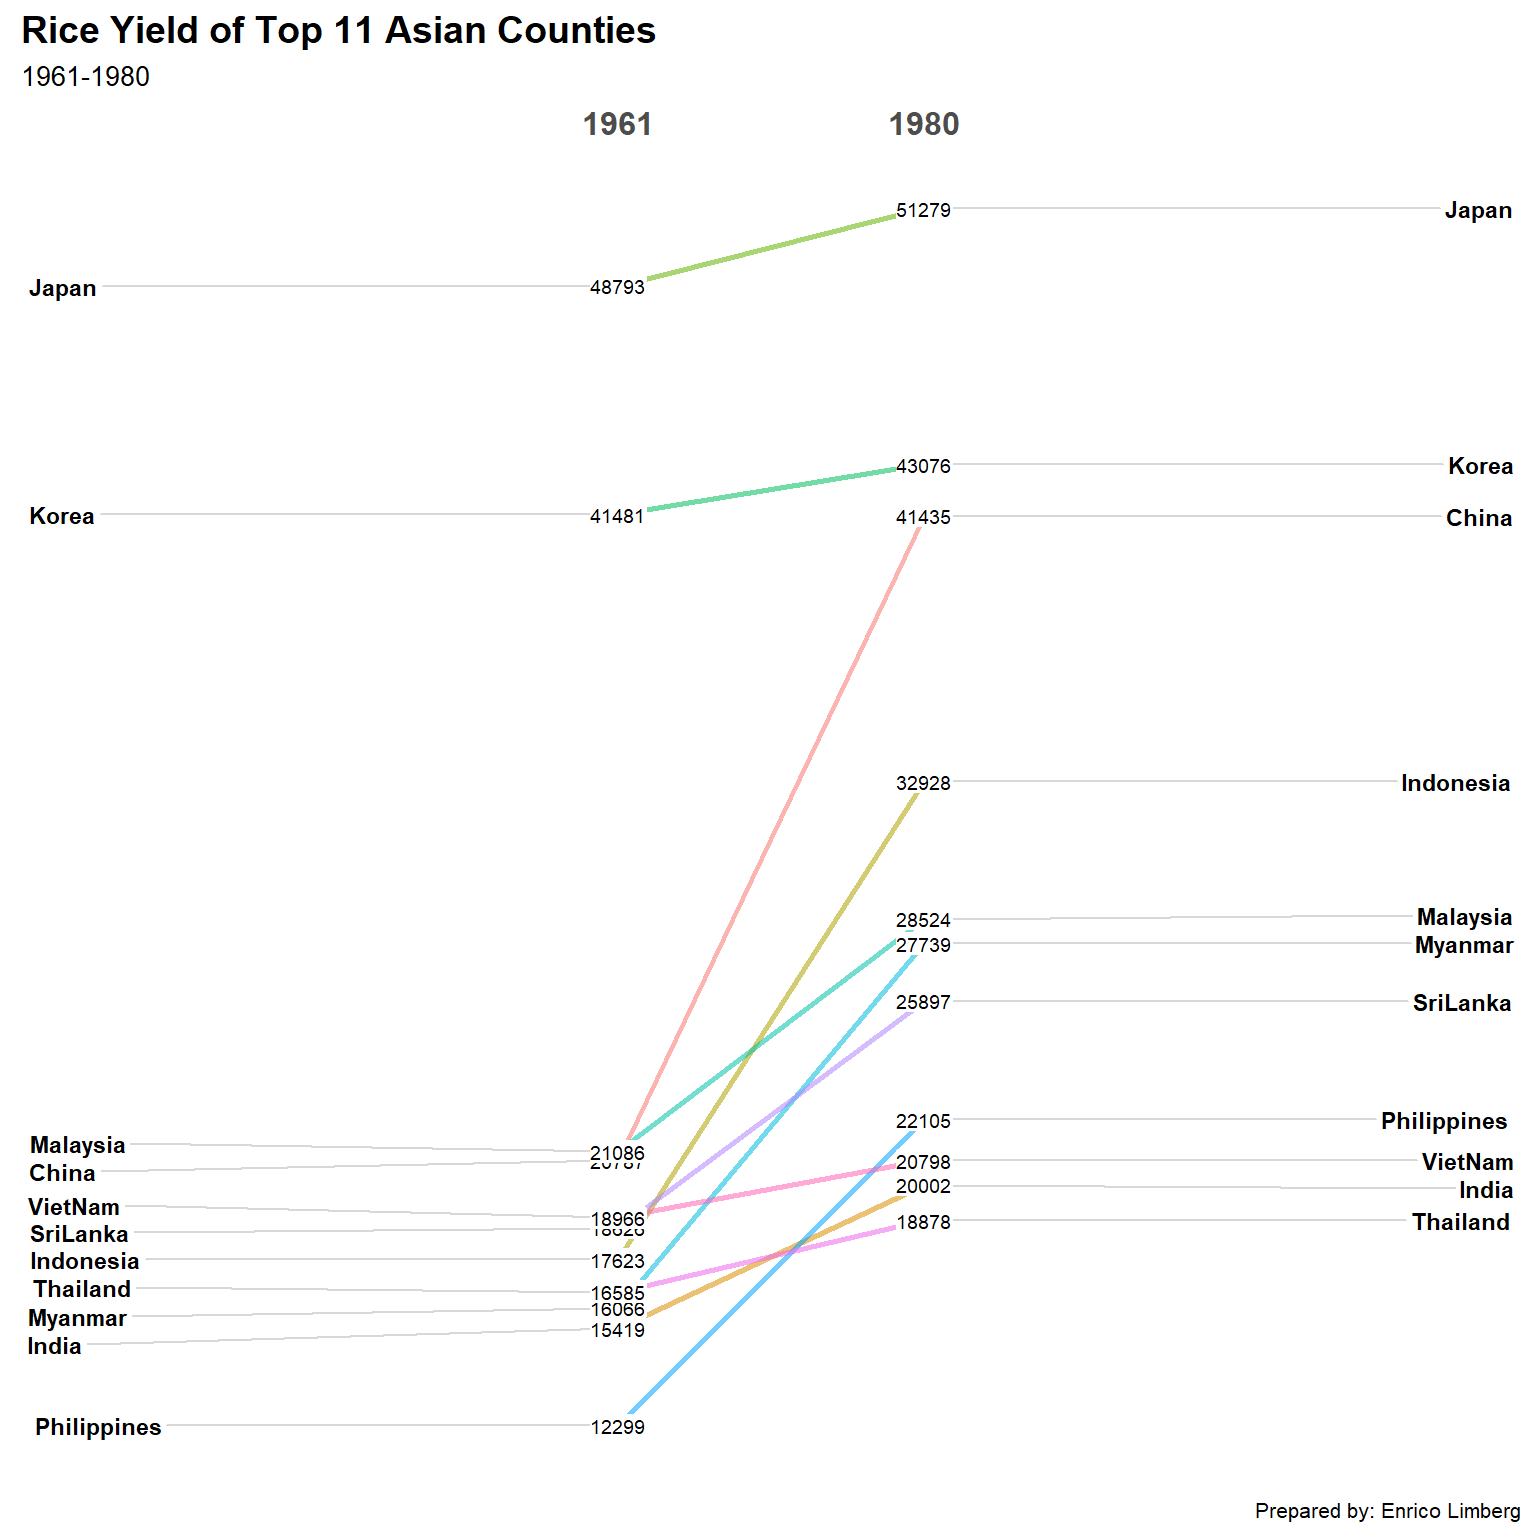 Rice Yield of Top 11 Asian Counties
1961-1980
1961 1980
51279 Japan
Japan 48793
43076 Korea
Korea 41481
41435 China
32928 Indonesia
28524 Malaysia
27739 Myanmar
25897 SriLanka
22105 Philippines
Malaysia 21086
20798 VietNam
China
20002 India
VietNam 18966
18878 Thailand
SriLanka
Indonesia 17623
Thailand 16585
Myanmar 16066
India 15419
Philippines 12299
Prepared by: Enrico Limberg